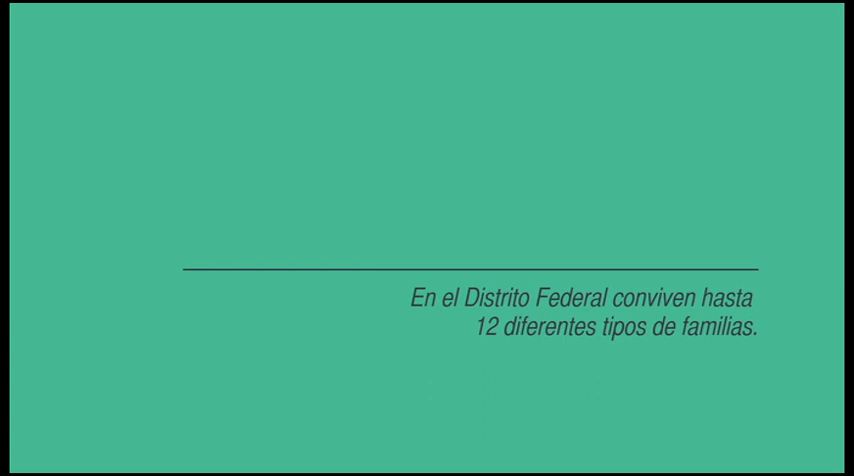 En el Distrito Federal conviven hasta
12 diferentes tipos de familias.